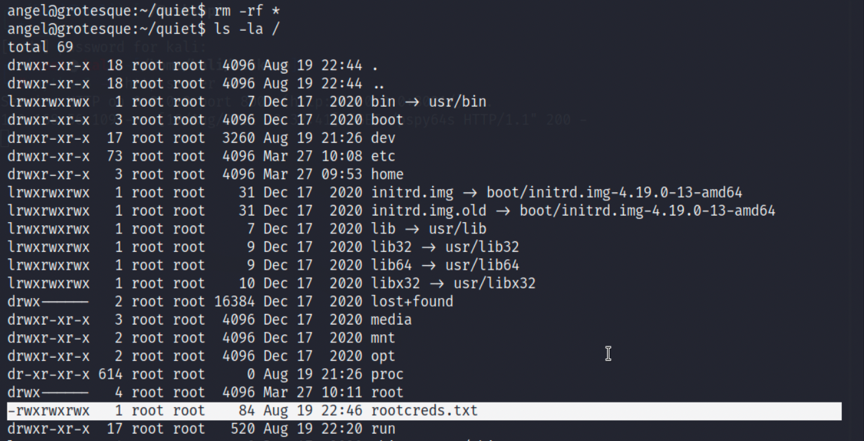 angel@grotesque:~/quiet$ rm -rf *
angel@grotesque:~/quiet$ ls -la /
total 69
drwxr-xr-x  18 root root  4096 Aug 19 22:44 .
drwxr-xr-x  18 root root  4096 Aug 19 22:44 ..
lrwxrwxrwx   1 root root     7 Dec 17  2020 bin → usr/bin
drwxr-xr-x   3 root root  4096 Dec 17  2020 boot
drwxr-xr-x  17 root root  3260 Aug 19 21:26 dev
drwxr-xr-x  73 root root  4096 Mar 27 10:08 etc
drwxr-xr-x   3 root root  4096 Mar 27 09:53 home
lrwxrwxrwx   1 root root    31 Dec 17  2020 initrd.img → boot/initrd.img-4.19.0-13-amd64
lrwxrwxrwx   1 root root    31 Dec 17  2020 initrd.img.old → boot/initrd.img-4.19.0-13-amd64
lrwxrwxrwx   1 root root     7 Dec 17  2020 lib → usr/lib
lrwxrwxrwx   1 root root     9 Dec 17  2020 lib32 → usr/lib32
lrwxrwxrwx   1 root root     9 Dec 17  2020 lib64 → usr/lib64
lrwxrwxrwx   1 root root    10 Dec 17  2020 libx32 → usr/libx32
drwx------   2 root root 16384 Dec 17  2020 lost+found
drwxr-xr-x   3 root root  4096 Dec 17  2020 media
drwxr-xr-x   2 root root  4096 Dec 17  2020 mnt
drwxr-xr-x   2 root root  4096 Dec 17  2020 opt
dr-xr-xr-x 614 root root     0 Aug 19 21:26 proc
drwx------   4 root root  4096 Mar 27 10:11 root
-rwxrwxrwx   1 root root    84 Aug 19 22:46 rootcreds.txt
drwxr-xr-x  17 root root   520 Aug 19 22:20 run